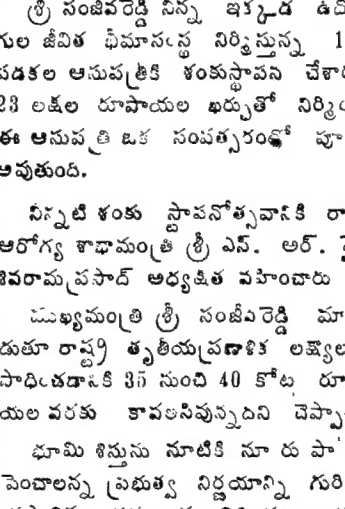 శ్రీ సంజీవరెడ్డి నిన్న ఇక్కడ ఉద
గుల జీవిత భీమాసంస్థ నిర్మిస్తున్న 1
పడకల ఆసుపత్రికి శంకుస్థాపన చేశా
23 లక్షల రూపాయల ఖర్చుతో నిర్మిం
ఈ ఆసుపత్రి ఒక సంవత్సరంలో పూ
అవుతుంది.
నిన్నటి శంకు స్థాపనోత్సవానికి రా
ఆరోగ్య శాఖామంత్రి శ్రీ ఎన్. ఆర్.
శివరామప్రసాద్ అధ్యక్షత వహించారు
ముఖ్యమంత్రి శ్రీ సంజీవరెడ్డి మా
డుతూ రాష్ట్ర తృతీయప్రణాళిక లక్ష్యాల
సాధించడానికి 35 నుంచి 40 కోట్ల రూ
యల వరకు కావలసివున్నదని చెప్పా
భూమి శిస్తును నూటికి నూ రు పా
పెంచాలన్న ప్రభుత్వ నిర్ణయాన్ని గురి